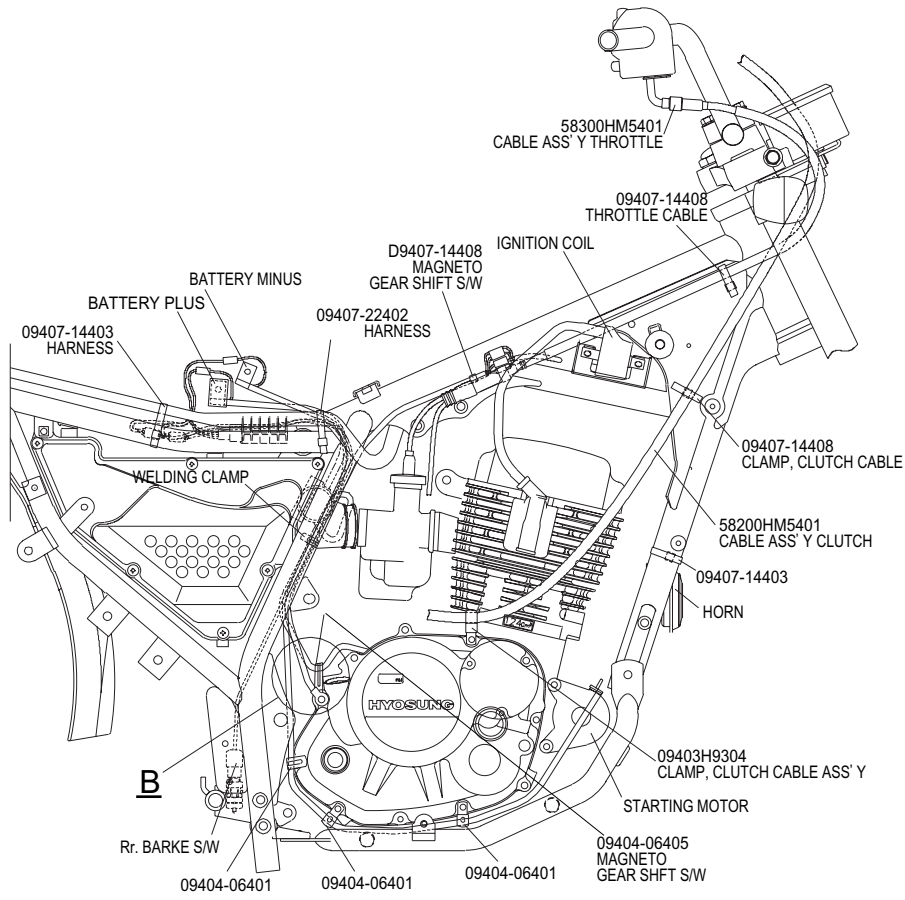 58300HM5401
CABLE ASS' Y THROTTLE
09407-14408
THROTTLE CABLE
IGNITION COIL
D9407-14408
MAGNETO
GEAR SHIFT S/W
BATTERY MINUS
BATTERY PLUS
09407-22402
HARNESS
09407-14403
HARNESS
09407-14408
CLAMP, CLUTCH CABLE
WELDING CLAMP
58200HM5401
CABLE ASS' Y CLUTCH
09407-14403
HORN
HYOSUNG
09403H9304
CLAMP, CLUTCH CABLE ASS' Y
B
STARTING MOTOR
Rr. BARKE S/W
09404-06405
MAGNETO
GEAR SHFT S/W
09404-06401
09404-06401
09404-06401